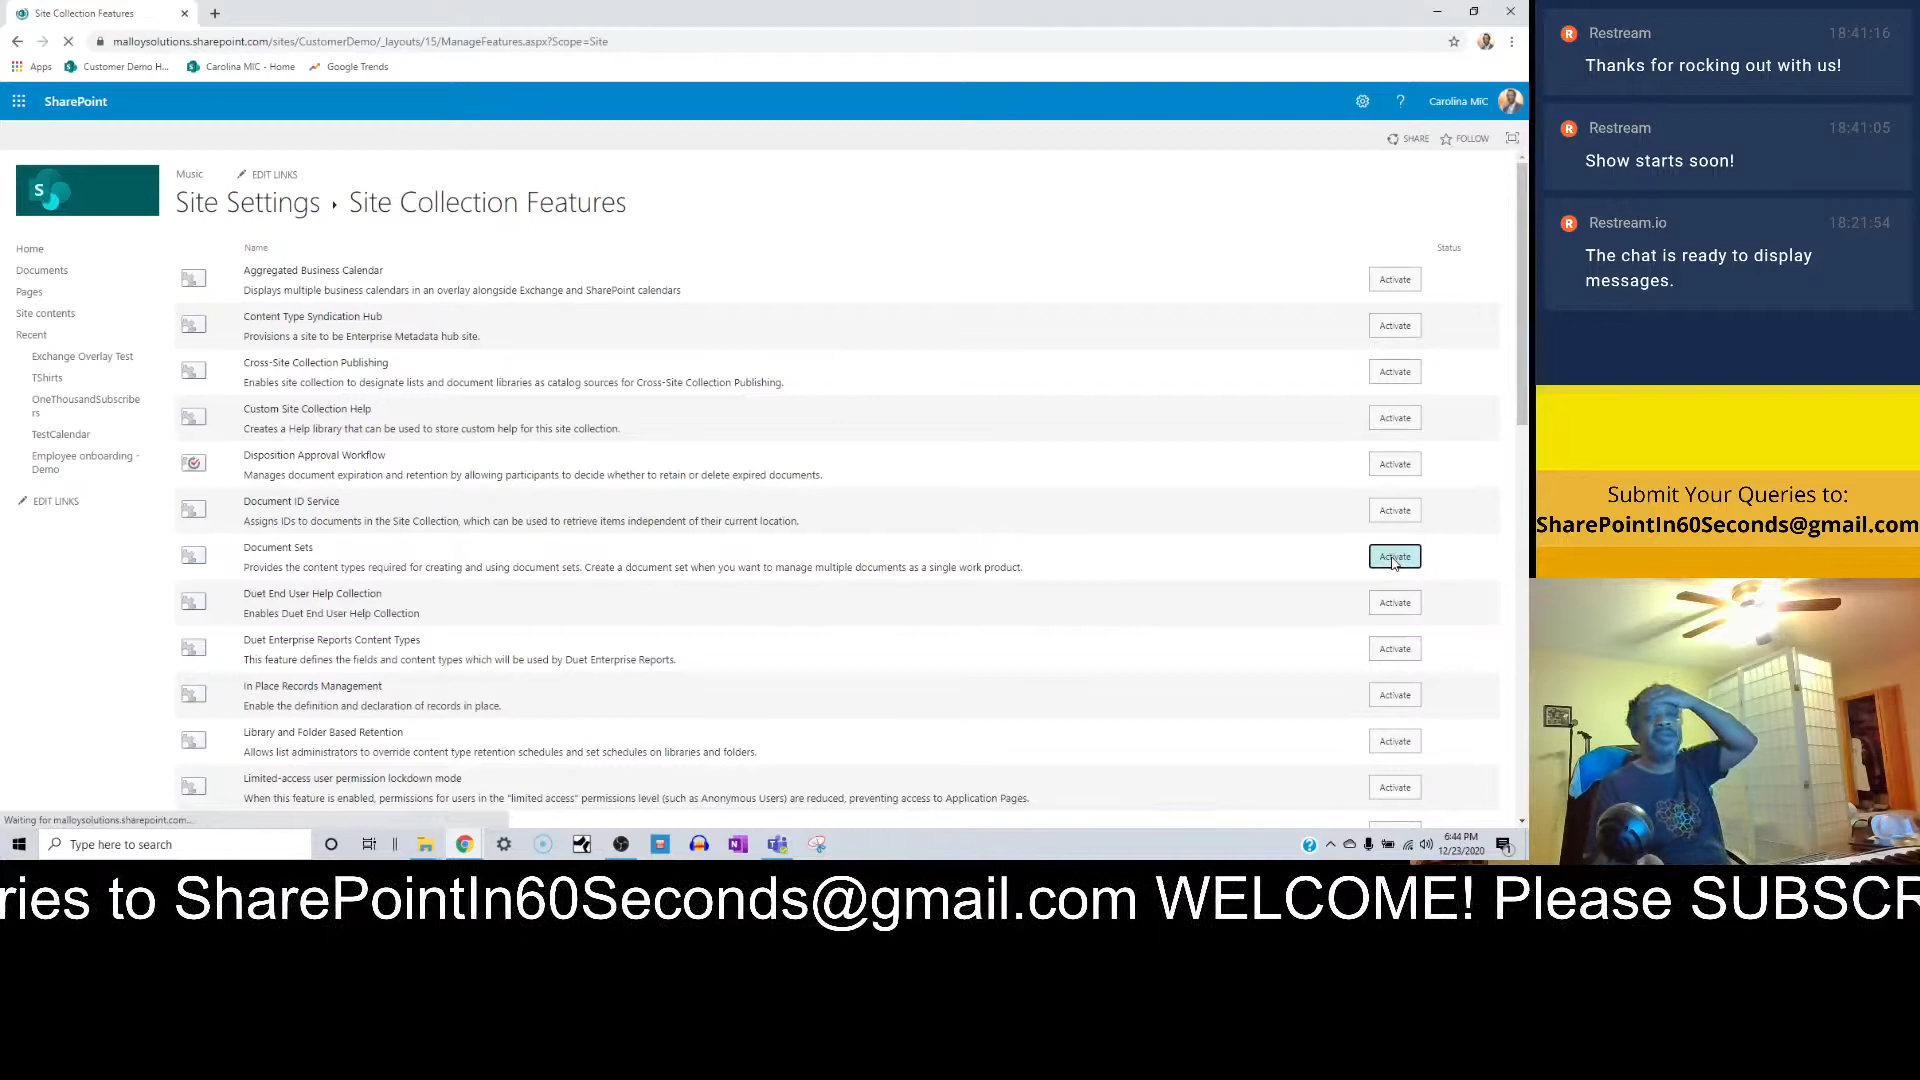 Site Collection Features
malloysolutions.sharepoint.com/sites/CustomerDemo/_layouts/15/ManageFeatures.aspx?Scope=Site
Apps
Customer Demo H...
Carolina MIC - Home
Google Trends
SharePoint
?
Carolina MIC
SHARE
FOLLOW
S
Music
EDIT LINKS
Site Settings
Site Collection Features
Home
Documents
Pages
Site contents
Recent
Exchange Overlay Test
TShirts
OneThousandSubscribe
rs
TestCalendar
Employee onboarding -
Demo
EDIT LINKS
Name
Status
Aggregated Business Calendar
Displays multiple business calendars in an overlay alongside Exchange and SharePoint calendars
Activate
Content Type Syndication Hub
Provisions a site to be Enterprise Metadata hub site.
Activate
Cross-Site Collection Publishing
Enables site collection to designate lists and document libraries as catalog sources for Cross-Site Collection Publishing.
Activate
Custom Site Collection Help
Creates a Help library that can be used to store custom help for this site collection.
Activate
Disposition Approval Workflow
Manages document expiration and retention by allowing participants to decide whether to retain or delete expired documents.
Activate
Document ID Service
Assigns IDs to documents in the Site Collection, which can be used to retrieve items independent of their current location.
Activate
Document Sets
Provides the content types required for creating and using document sets. Create a document set when you want to manage multiple documents as a single work product.
Activate
Duet End User Help Collection
Enables Duet End User Help Collection
Activate
Duet Enterprise Reports Content Types
This feature defines the fields and content types which will be used by Duet Enterprise Reports.
Activate
In Place Records Management
Enable the definition and declaration of records in place.
Activate
Library and Folder Based Retention
Allows list administrators to override content type retention schedules and set schedules on libraries and folders.
Activate
Limited-access user permission lockdown mode
When this feature is enabled, permissions for users in the "limited access" permissions level (such as Anonymous Users) are reduced, preventing access to Application Pages.
Activate
Waiting for malloysolutions.sharepoint.com...
Type here to search
6:44 PM
12/23/2020
R
Restream
18:41:16
Thanks for rocking out with us!
R
Restream
18:41:05
Show starts soon!
R
Restream.io
18:21:54
The chat is ready to display
messages.
Submit Your Queries to:
SharePointIn60Seconds@gmail.com
ries to SharePointIn60Seconds@gmail.com WELCOME! Please SUBSCR